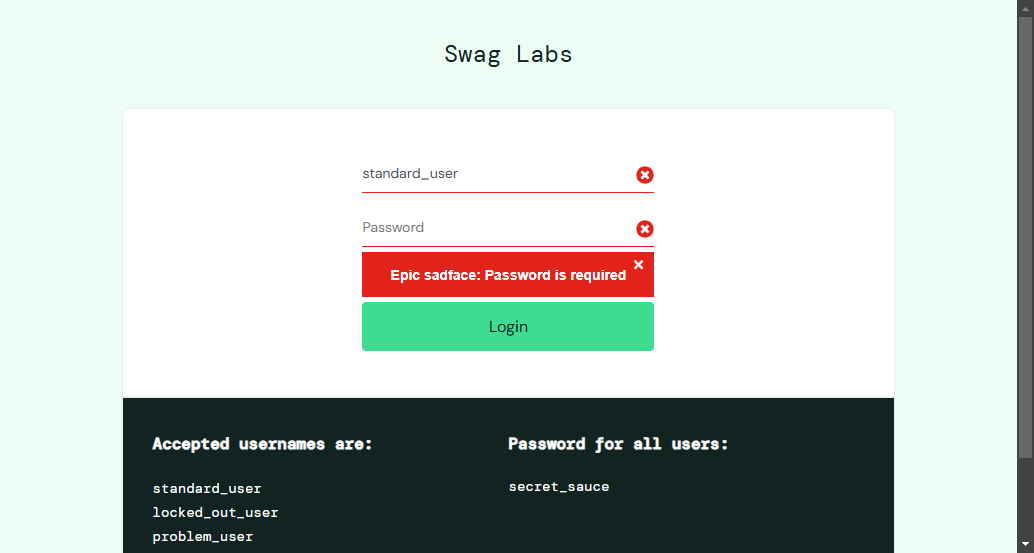 Swag Labs
standard_user
Password
Epic sadface: Password is required
Login
Accepted usernames are:
standard_user
locked_out_user
problem_user
Password for all users:
secret_sauce